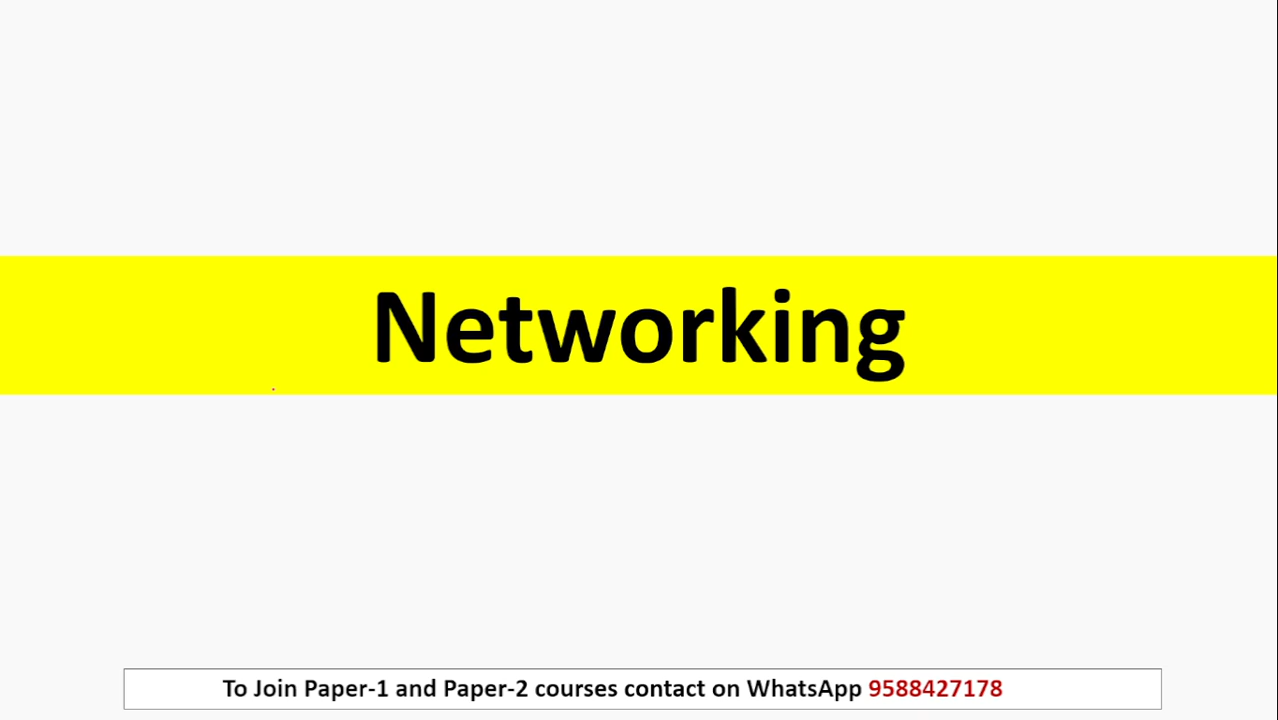 Networking
To Join Paper-1 and Paper-2 courses contact on WhatsApp 9588427178